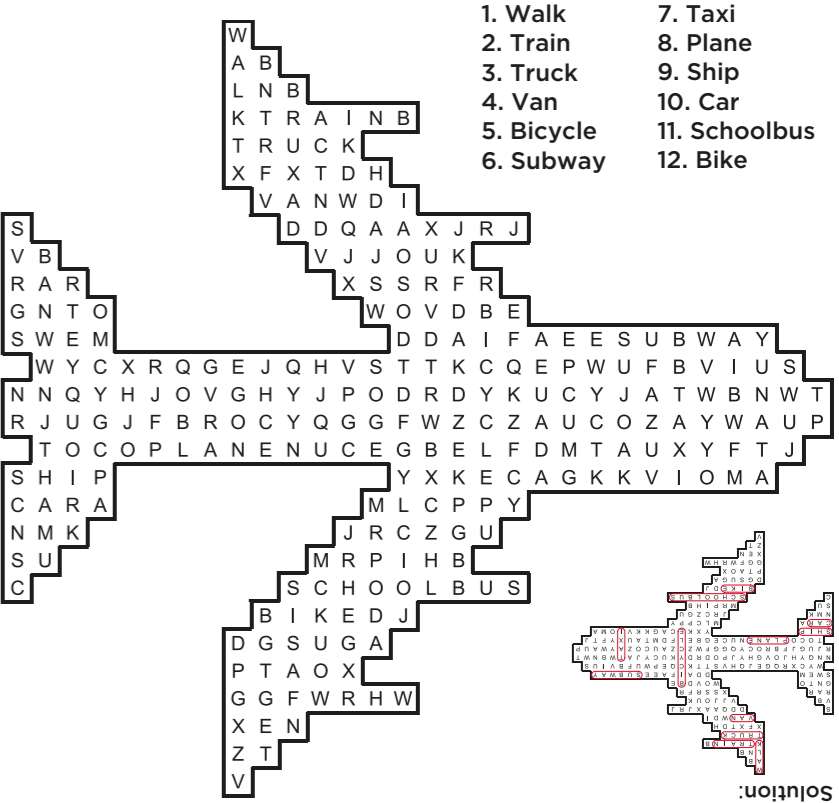 1. Walk
2. Train
3. Truck
4. Van
5. Bicycle
6. Subway
7. Taxi
8. Plane
9. Ship
10. Car
11. Schoolbus
12. Bike
W
A B
L N B
K T R A I N B
T R U C K
X F X T D H
V A N W D I
S D D Q A A X J R J
V B V J J O U K
R A R X S S R F R
G N T O W O V D B E
S W E M D D A I F A E E S U B W A Y
W Y C X R Q G E J Q H V S T T K C Q E P W U F B V I U S
N N Q Y H J O V G H Y J P O D R D Y K U C Y J A T W B N W T
R J U G J F B R O C Y Q G G F W Z C Z A U C O Z A Y W A U P
T O C O P L A N E N U C E G B E L F D M T A U X Y F T J
S H I P Y X K E C A G K K V I O M A
C A R A M L C P P Y
N M K J R C Z G U
S U M R P I H B
C S C H O O L B U S
B I K E D J
D G S U G A
P T A O X
G G F W R H W
X E N
Z T
V
Solution: